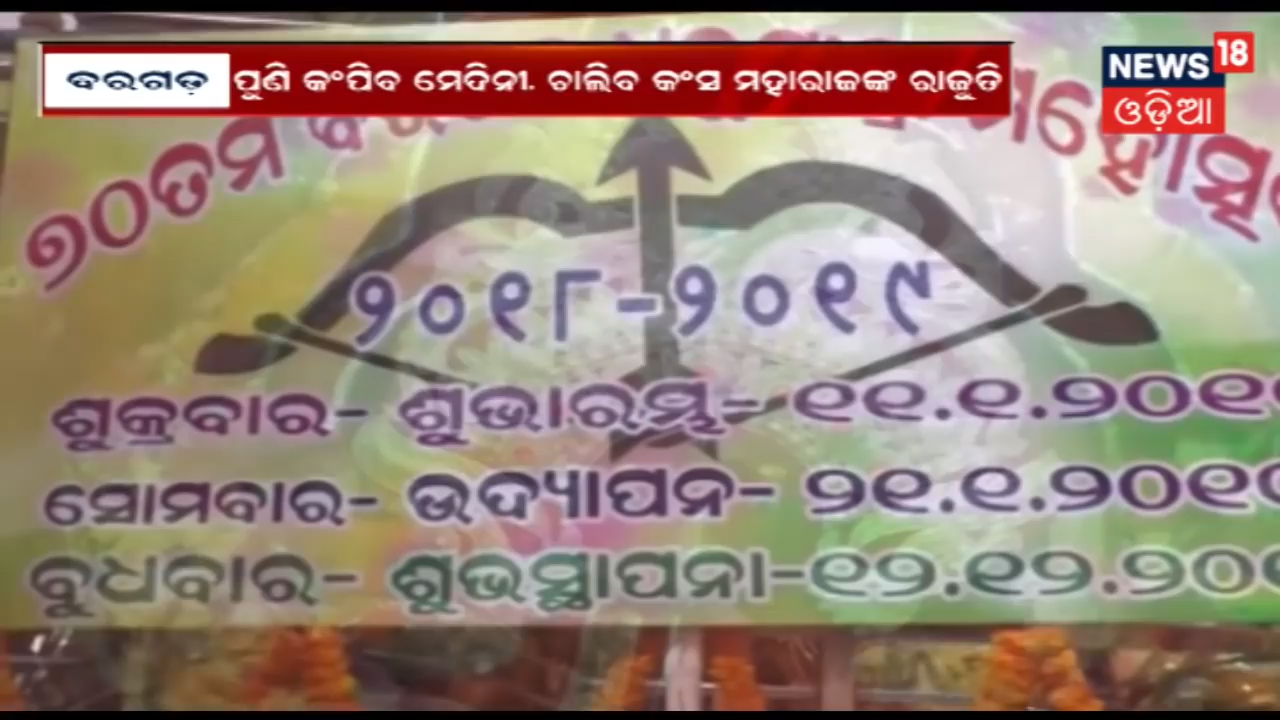 ବରଗଡ଼ ପୁଣି କଂପିବ ମେଦିନୀ. ଚାଲିବ କଂସ ମହାରାଜଙ୍କ ରାଜୁତି
NEWS 18
ଓଡ଼ିଆ
୭୦ତମ
୨୦୧୮-୨୦୧୯
ଶୁକ୍ରବାର- ଶୁଭାରମ୍ଭ- ୧୧.୧.୨୦୧
ସୋମବାର- ଉଦ୍ୟାପନ- ୨୧.୧.୨୦୧
ବୁଧବାର- ଶୁଭସ୍ଥାପନା-୧୨.୧୨.୨୦୧